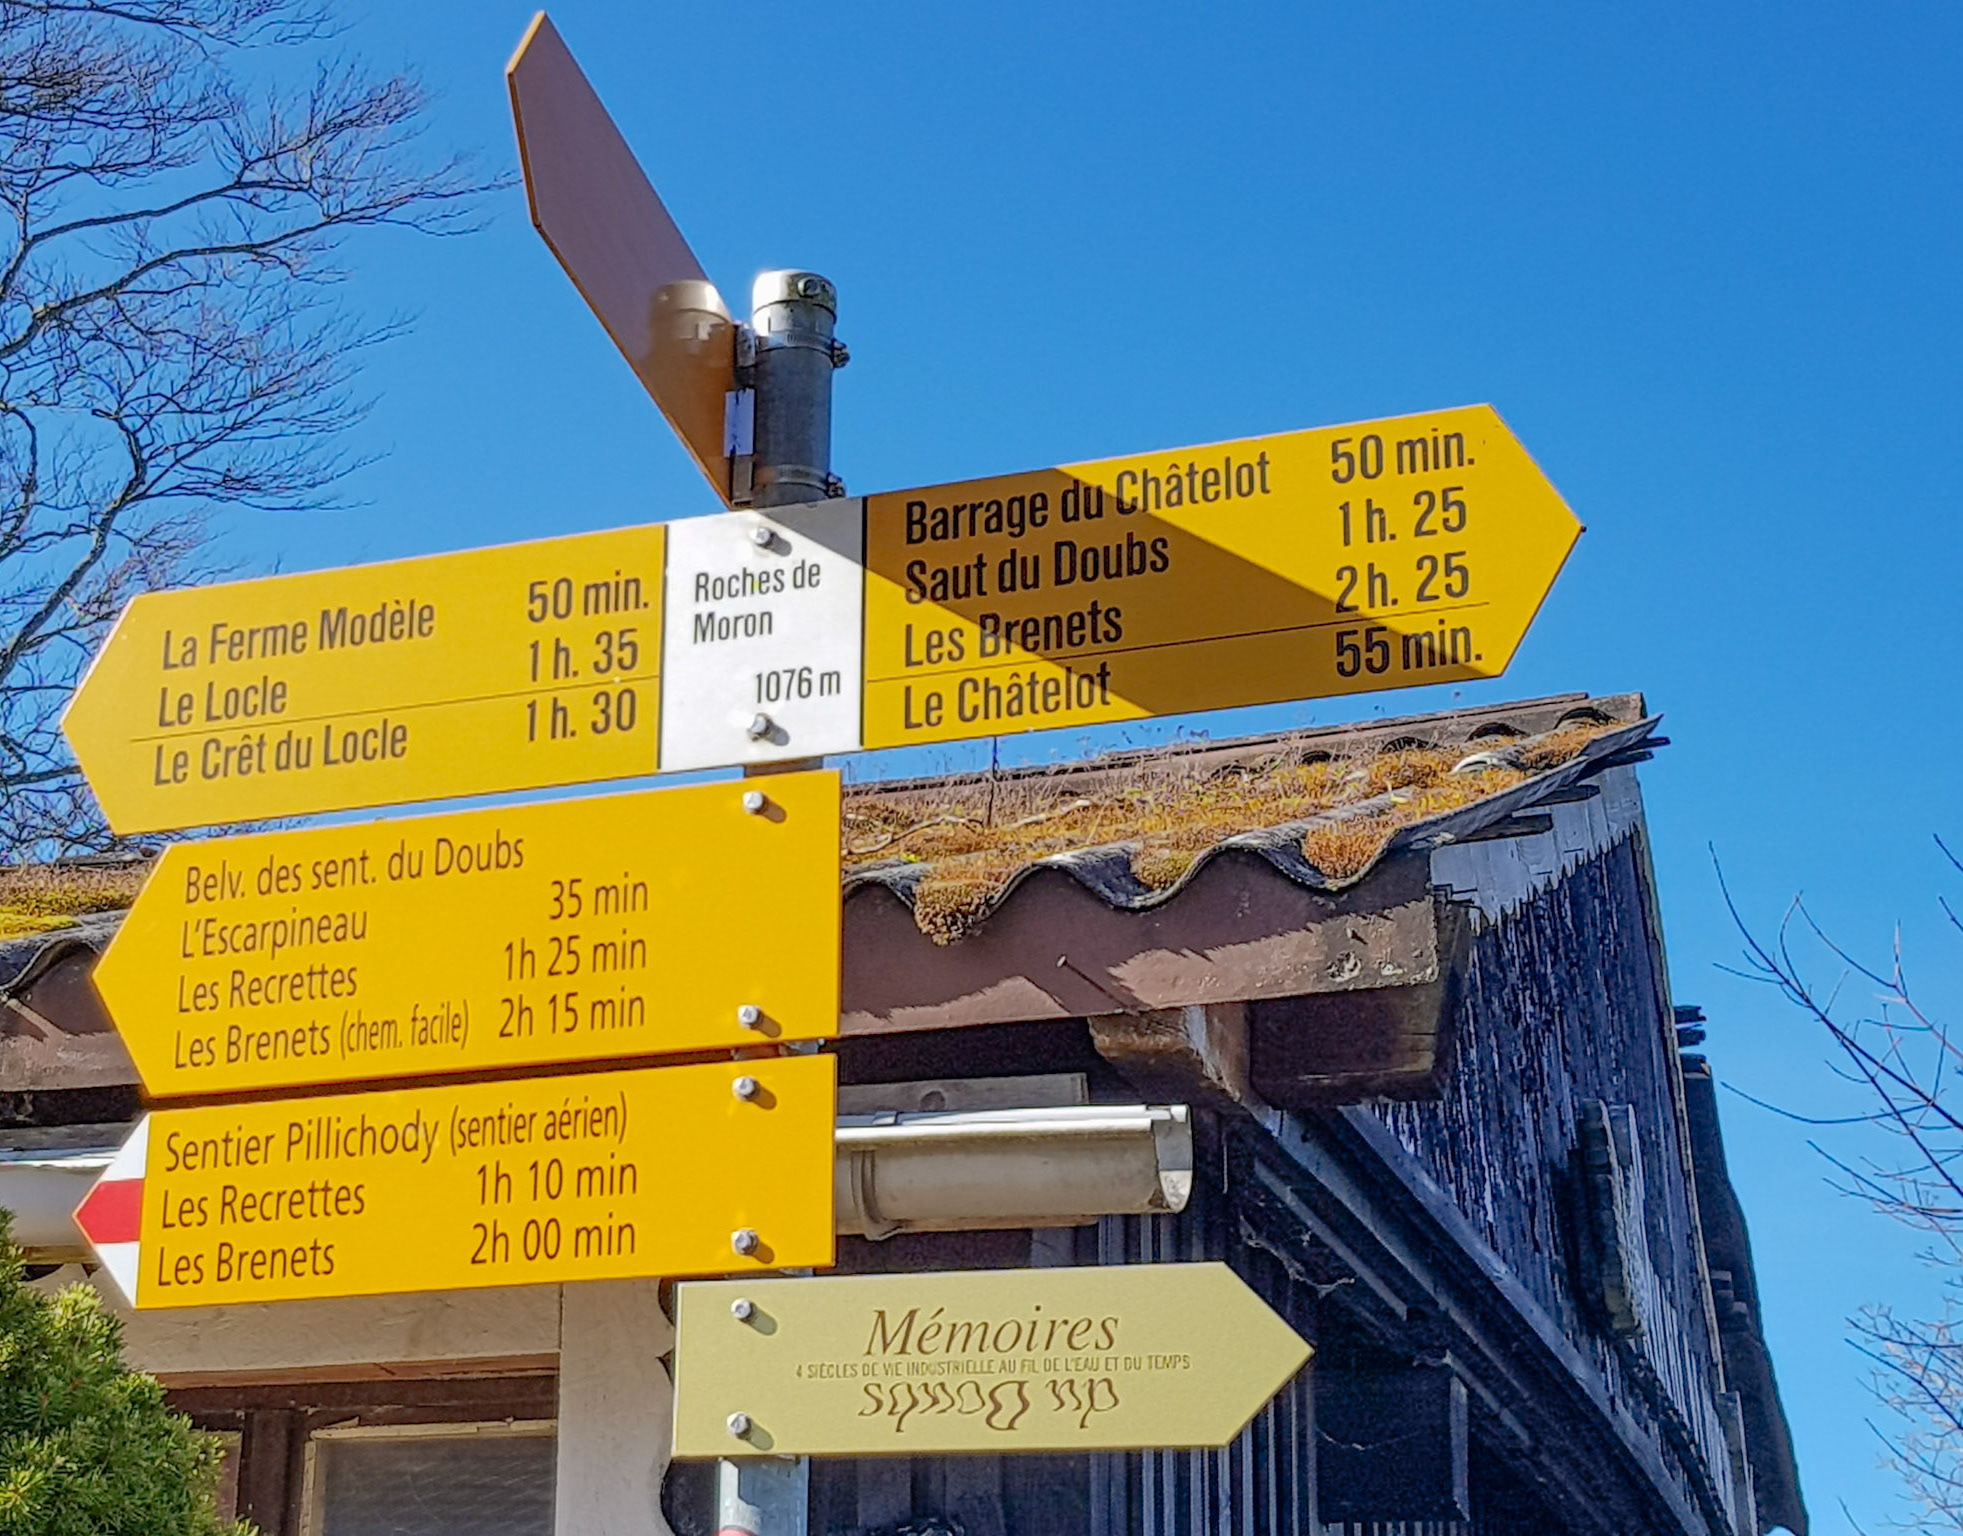 La Ferme Modèle 50 min.
Le Locle 1 h. 35
Le Crêt du Locle 1 h. 30
Roches de
Moron
1076 m
Barrage du Châtelot 50 min.
Saut du Doubs 1 h. 25
Les Brenets 2 h. 25
Le Châtelot 55 min.
Belv. des sent. du Doubs
L'Escarpineau 35 min
Les Recrettes 1h 25 min
Les Brenets (chem. facile) 2h 15 min
Sentier Pillichody (sentier aérien)
Les Recrettes 1h 10 min
Les Brenets 2h 00 min
Mémoires
4 SIÈCLES DE VIE INDUSTRIELLE AU FIL DE L'EAU ET DU TEMPS
du Doubs